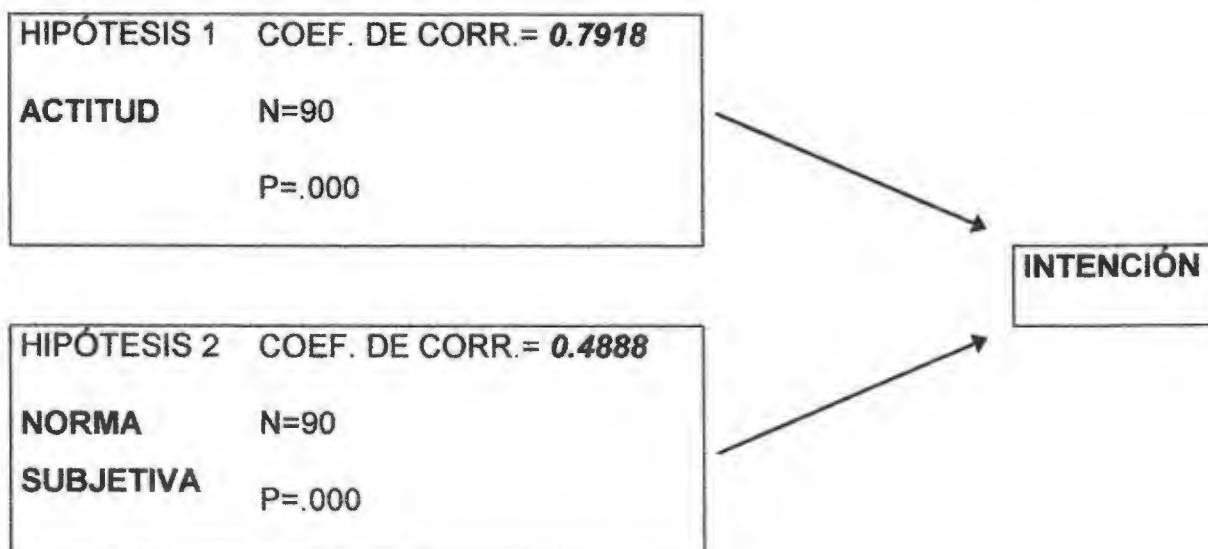 HIPÓTESIS 1 COEF. DE CORR.= 0.7918
ACTITUD N=90
P=.000
INTENCIÓN
HIPÓTESIS 2 COEF. DE CORR.= 0.4888
NORMA N=90
SUBJETIVA P=.000